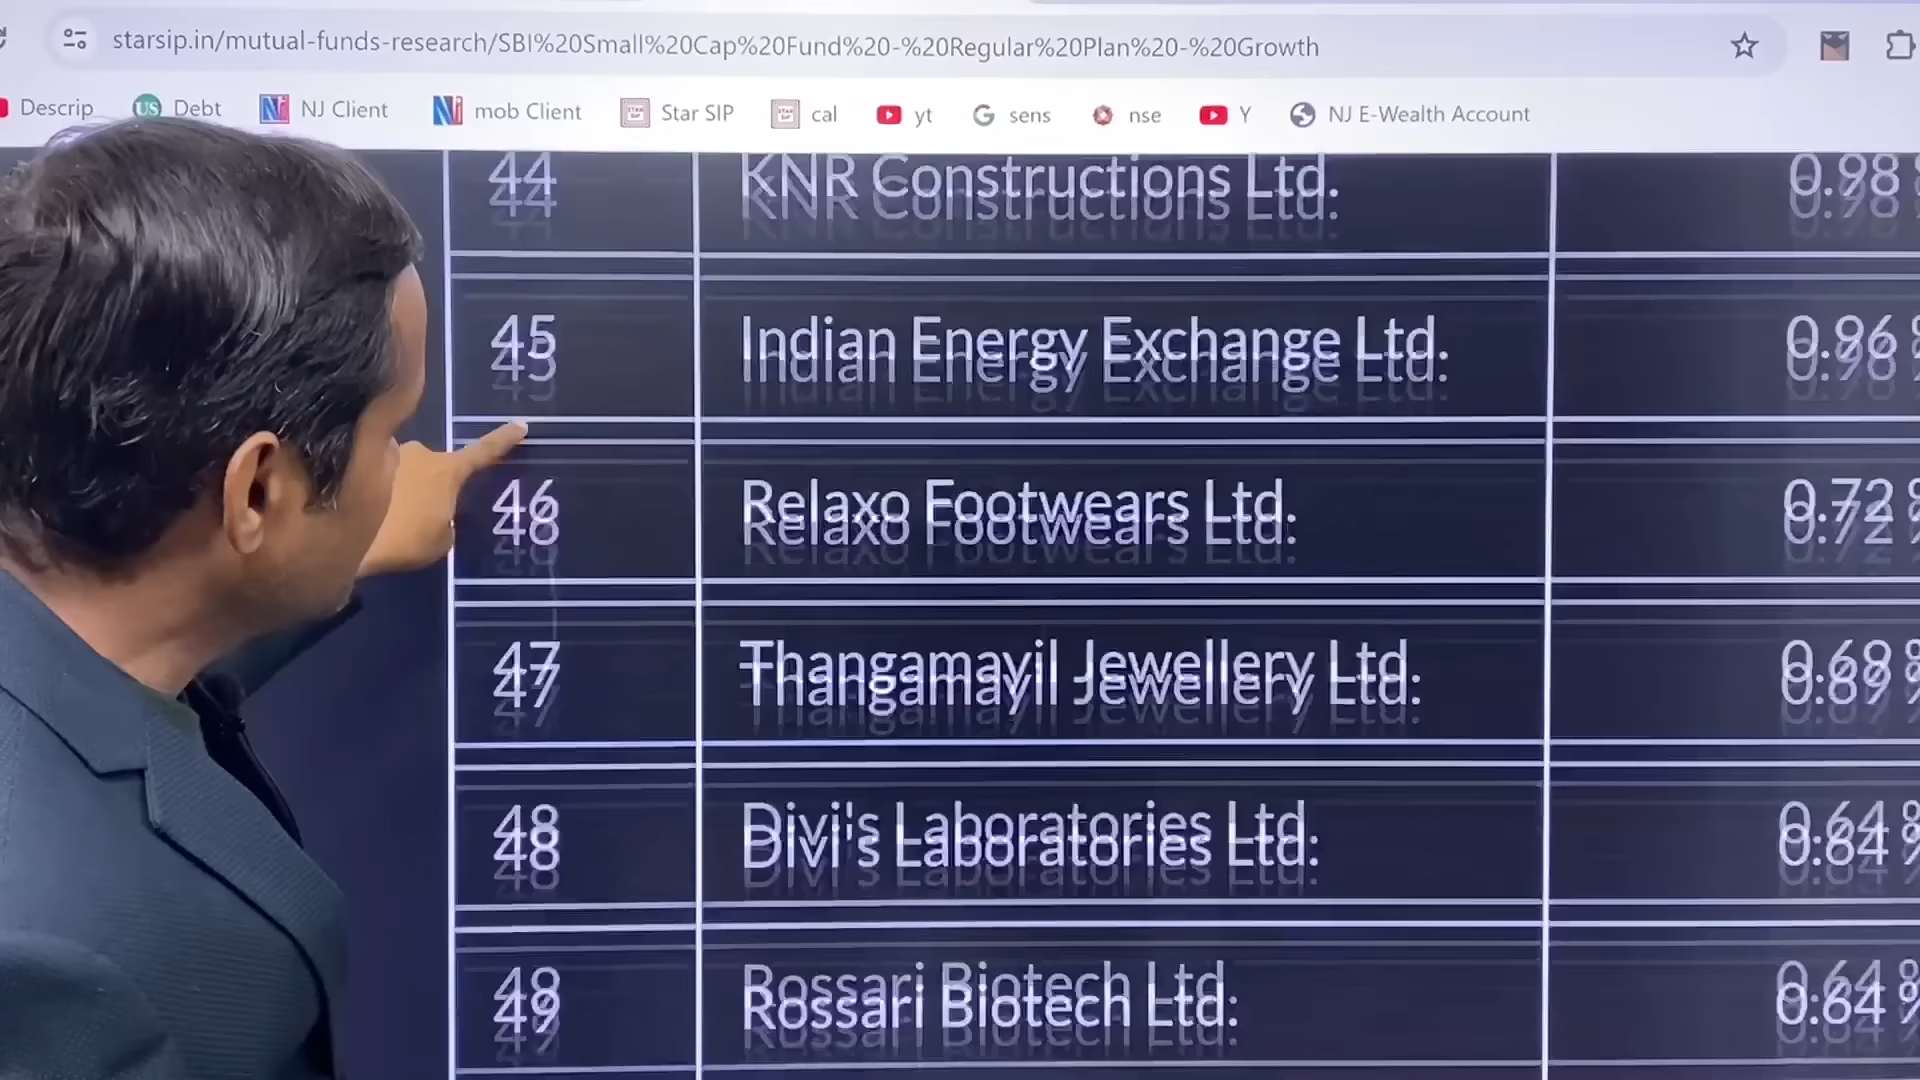 starsip.in/mutual-funds-research/SBI%20Small%20Cap%20Fund%20-%20Regular%20Plan%20-%20Growth
Descrip US Debt NJ Client mob Client Star SIP cal yt sens nse Y NJ E-Wealth Account
44 KNR Constructions Ltd. 0.98
45 Indian Energy Exchange Ltd. 0.96
46 Relaxo Footwears Ltd. 0.72
47 Thangamayil Jewellery Ltd. 0.69
48 Divi's Laboratories Ltd. 0.64
49 Rossari Biotech Ltd. 0.64